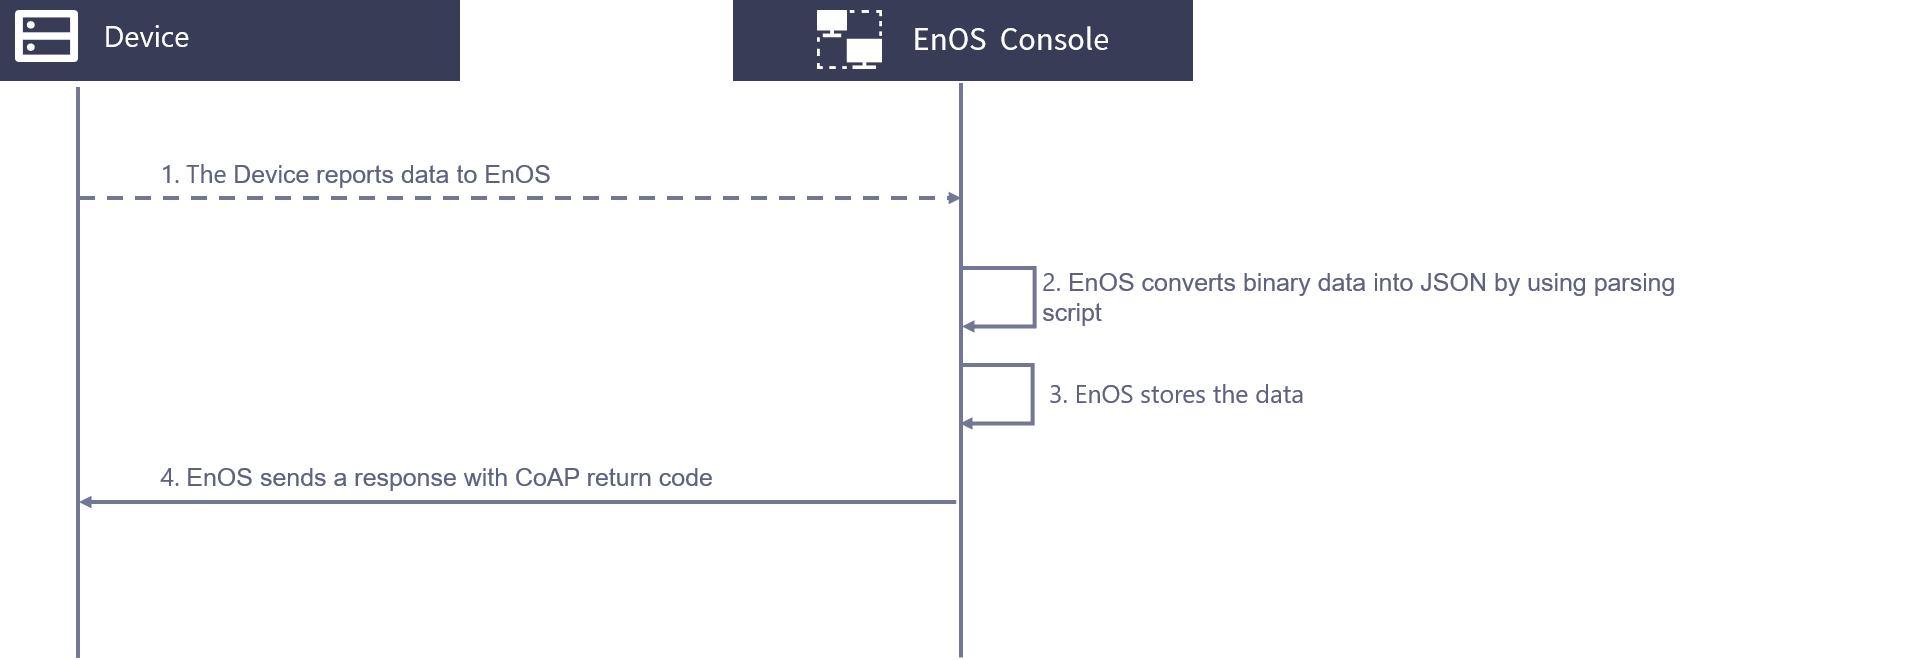 Device
EnOS Console
1. The Device reports data to EnOS
2. EnOS converts binary data into JSON by using parsing
script
3. EnOS stores the data
4. EnOS sends a response with CoAP return code